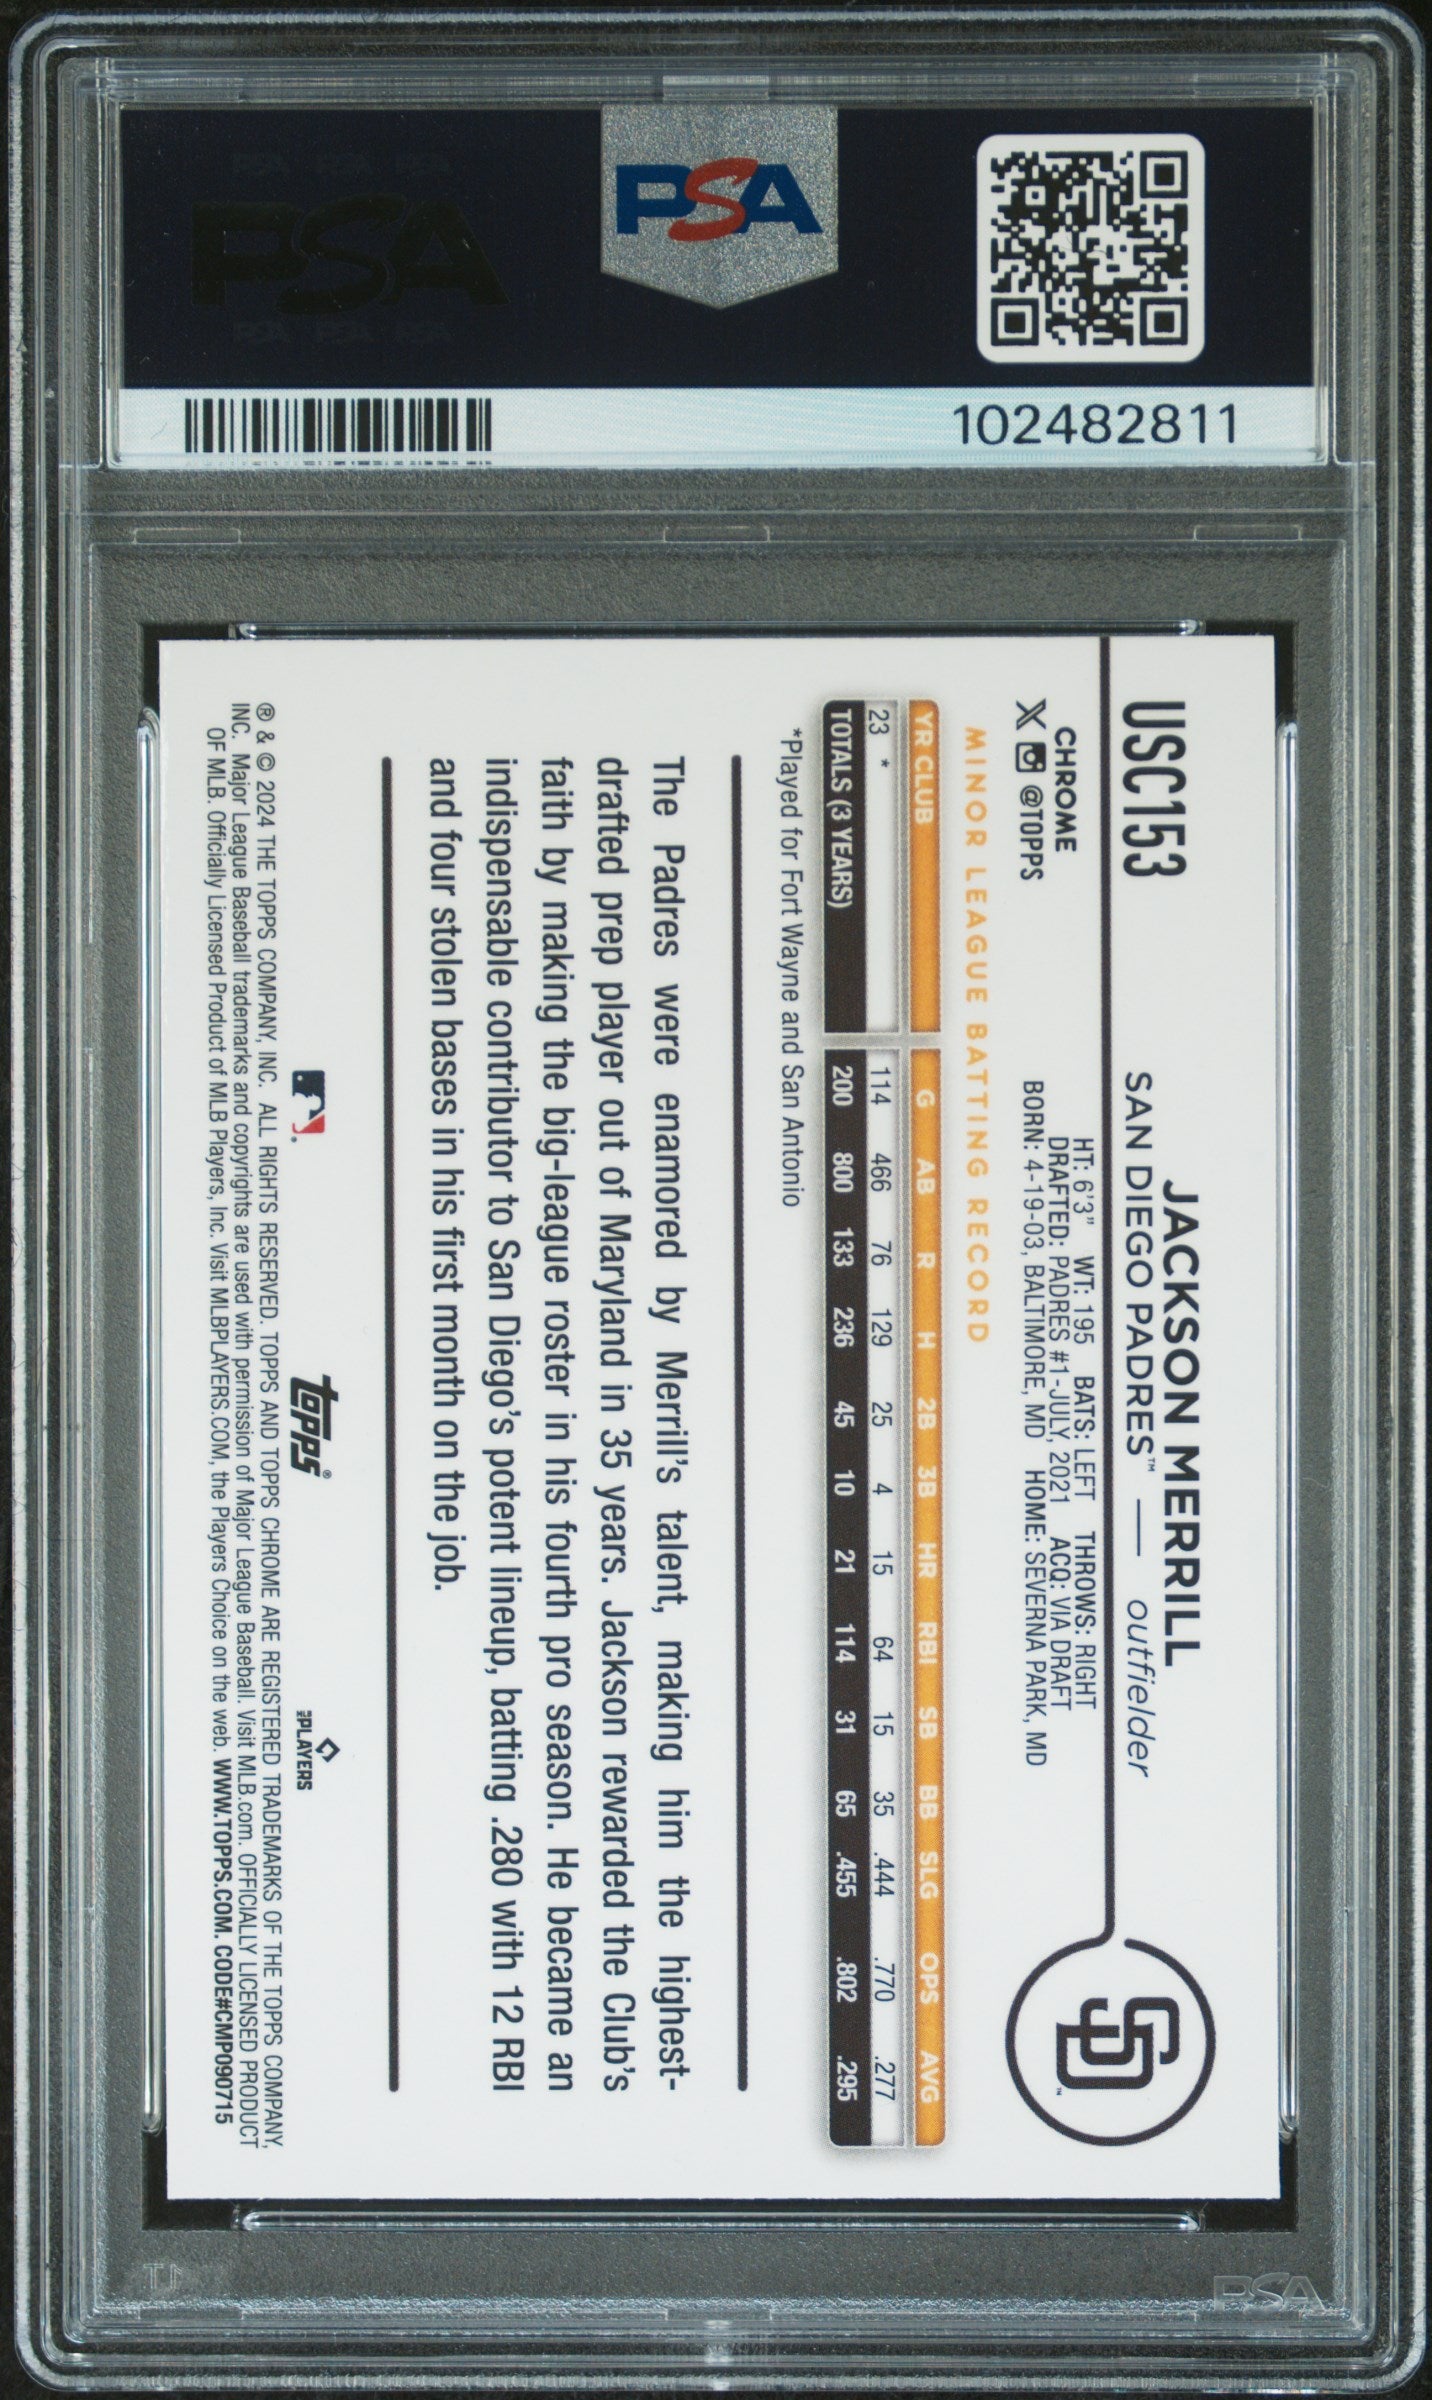 PSA
PSA
102482811
USC153
JACKSON MERRILL
SAN DIEGO PADRES™ — outfielder
SD™
CHROME
@TOPPS
HT: 6'3" WT: 195 BATS: LEFT THROWS: RIGHT
DRAFTED: PADRES #1-JULY, 2021 ACQ: VIA DRAFT
BORN: 4-19-03, BALTIMORE, MD HOME: SEVERNA PARK, MD
MINOR LEAGUE BATTING RECORD
YR CLUB G AB R H 2B 3B HR RBI SB BB SLG OPS AVG
23 * 114 466 76 129 25 4 15 64 15 35 .444 .770 .277
TOTALS (3 YEARS) 200 800 133 236 45 10 21 114 31 65 .455 .802 .295
*Played for Fort Wayne and San Antonio
The Padres were enamored by Merrill's talent, making him the highest-
drafted prep player out of Maryland in 35 years. Jackson rewarded the Club's
faith by making the big-league roster in his fourth pro season. He became an
indispensable contributor to San Diego's potent lineup, batting .280 with 12 RBI
and four stolen bases in his first month on the job.
topps®
PLAYERS
® & © 2024 THE TOPPS COMPANY, INC. ALL RIGHTS RESERVED. TOPPS AND TOPPS CHROME ARE REGISTERED TRADEMARKS OF THE TOPPS COMPANY,
INC. Major League Baseball trademarks and copyrights are used with permission of Major League Baseball. Visit MLB.com. OFFICIALLY LICENSED PRODUCT
OF MLB. Officially Licensed Product of MLB Players, Inc. Visit MLBPLAYERS.COM, the Players Choice on the web. WWW.TOPPS.COM. CODE#CMP090715
PSA